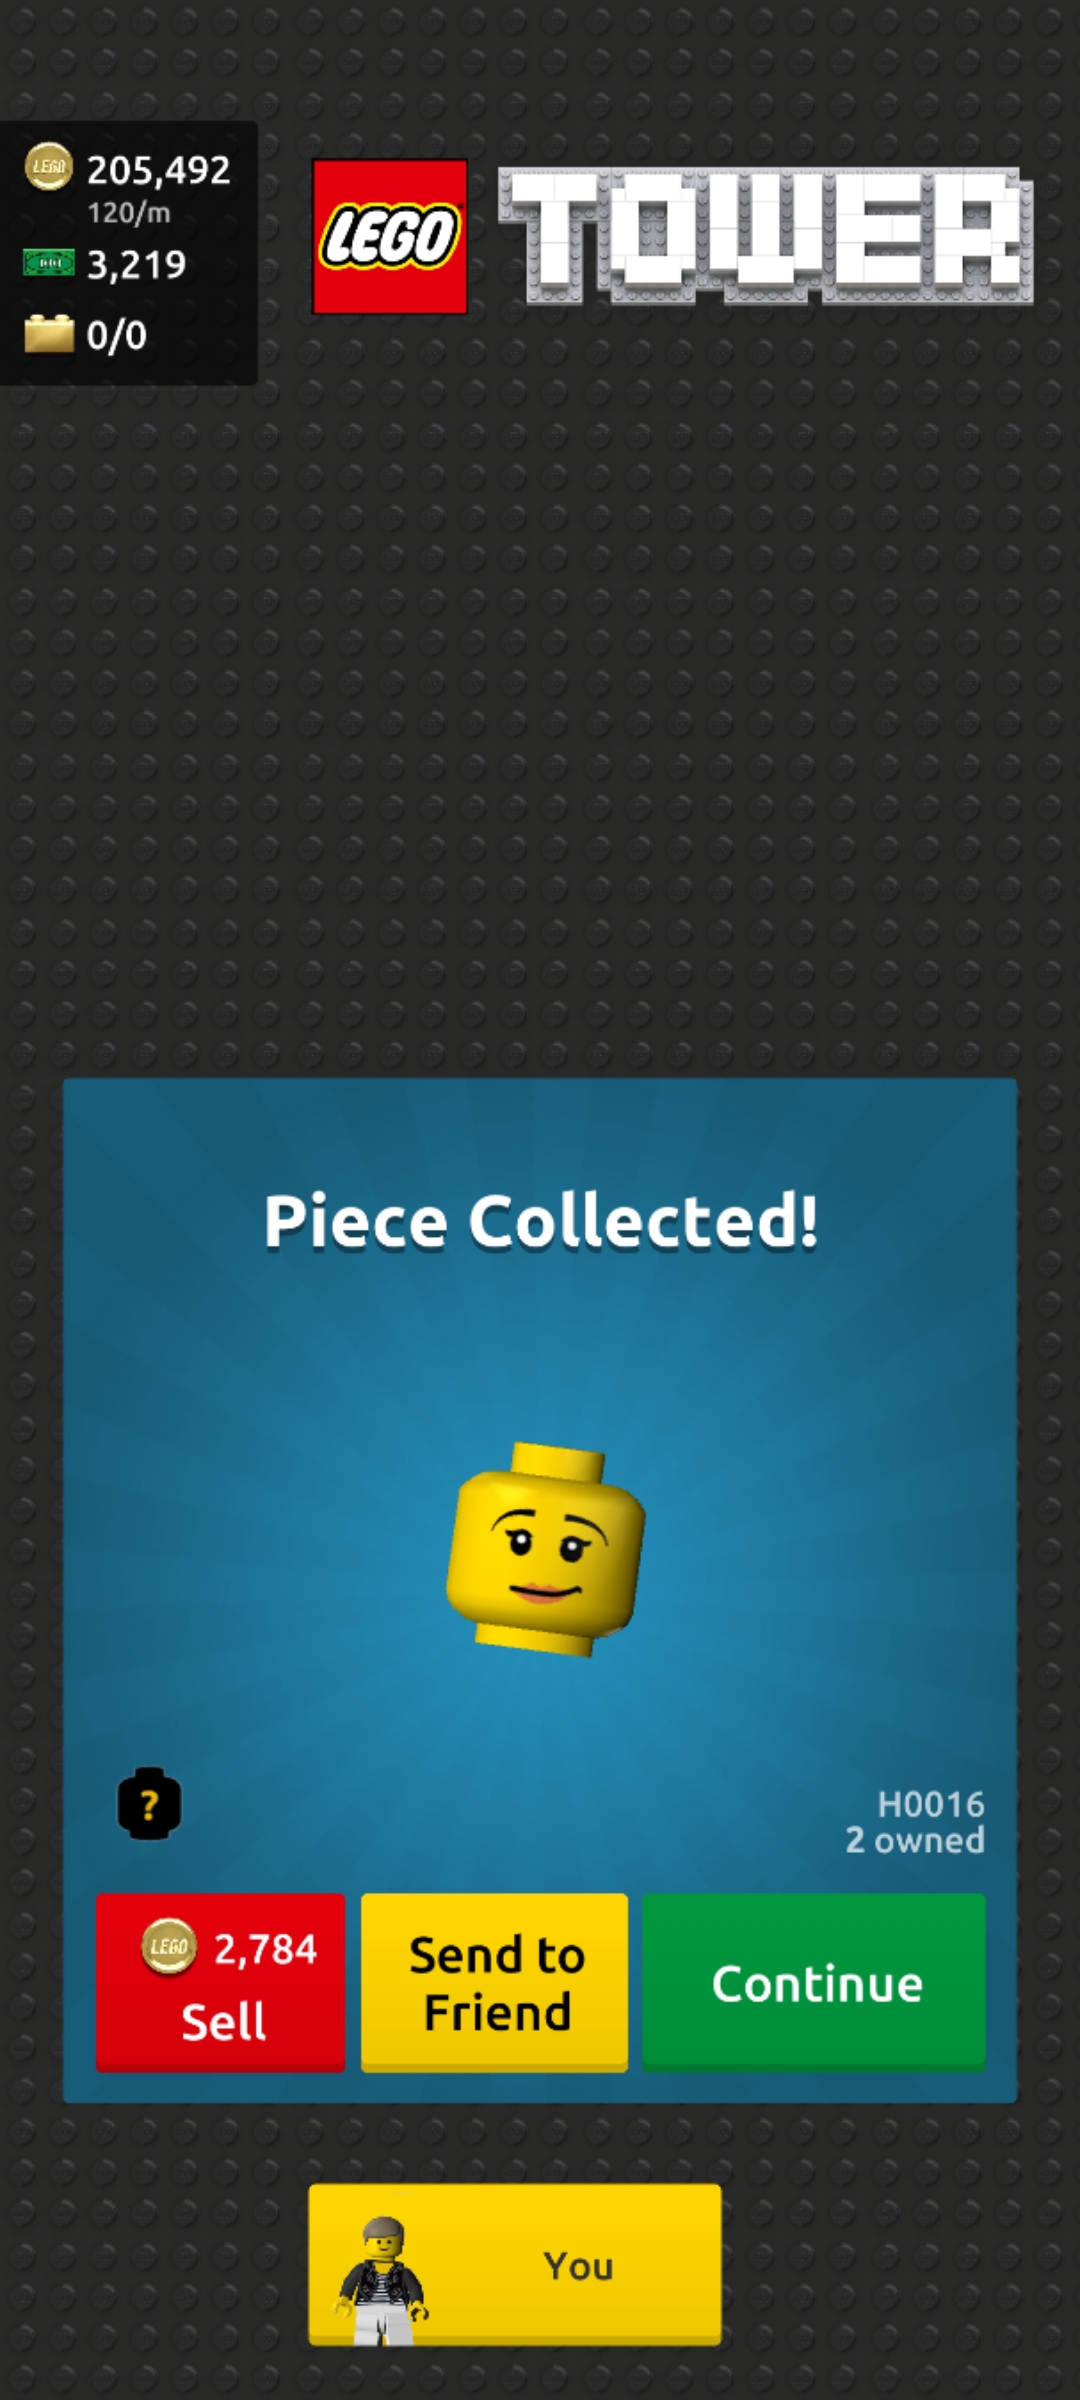 LEGO 205,492
120/m
3,219
0/0
LEGO TOWER
Piece Collected!
?
H0016
2 owned
LEGO 2,784
Sell
Send to
Friend
Continue
You